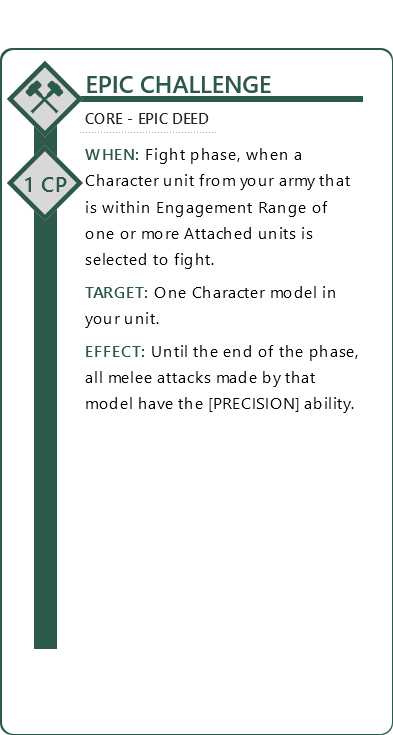 EPIC CHALLENGE
CORE - EPIC DEED
1 CP
WHEN: Fight phase, when a
Character unit from your army that
is within Engagement Range of
one or more Attached units is
selected to fight.
TARGET: One Character model in
your unit.
EFFECT: Until the end of the phase,
all melee attacks made by that
model have the [PRECISION] ability.